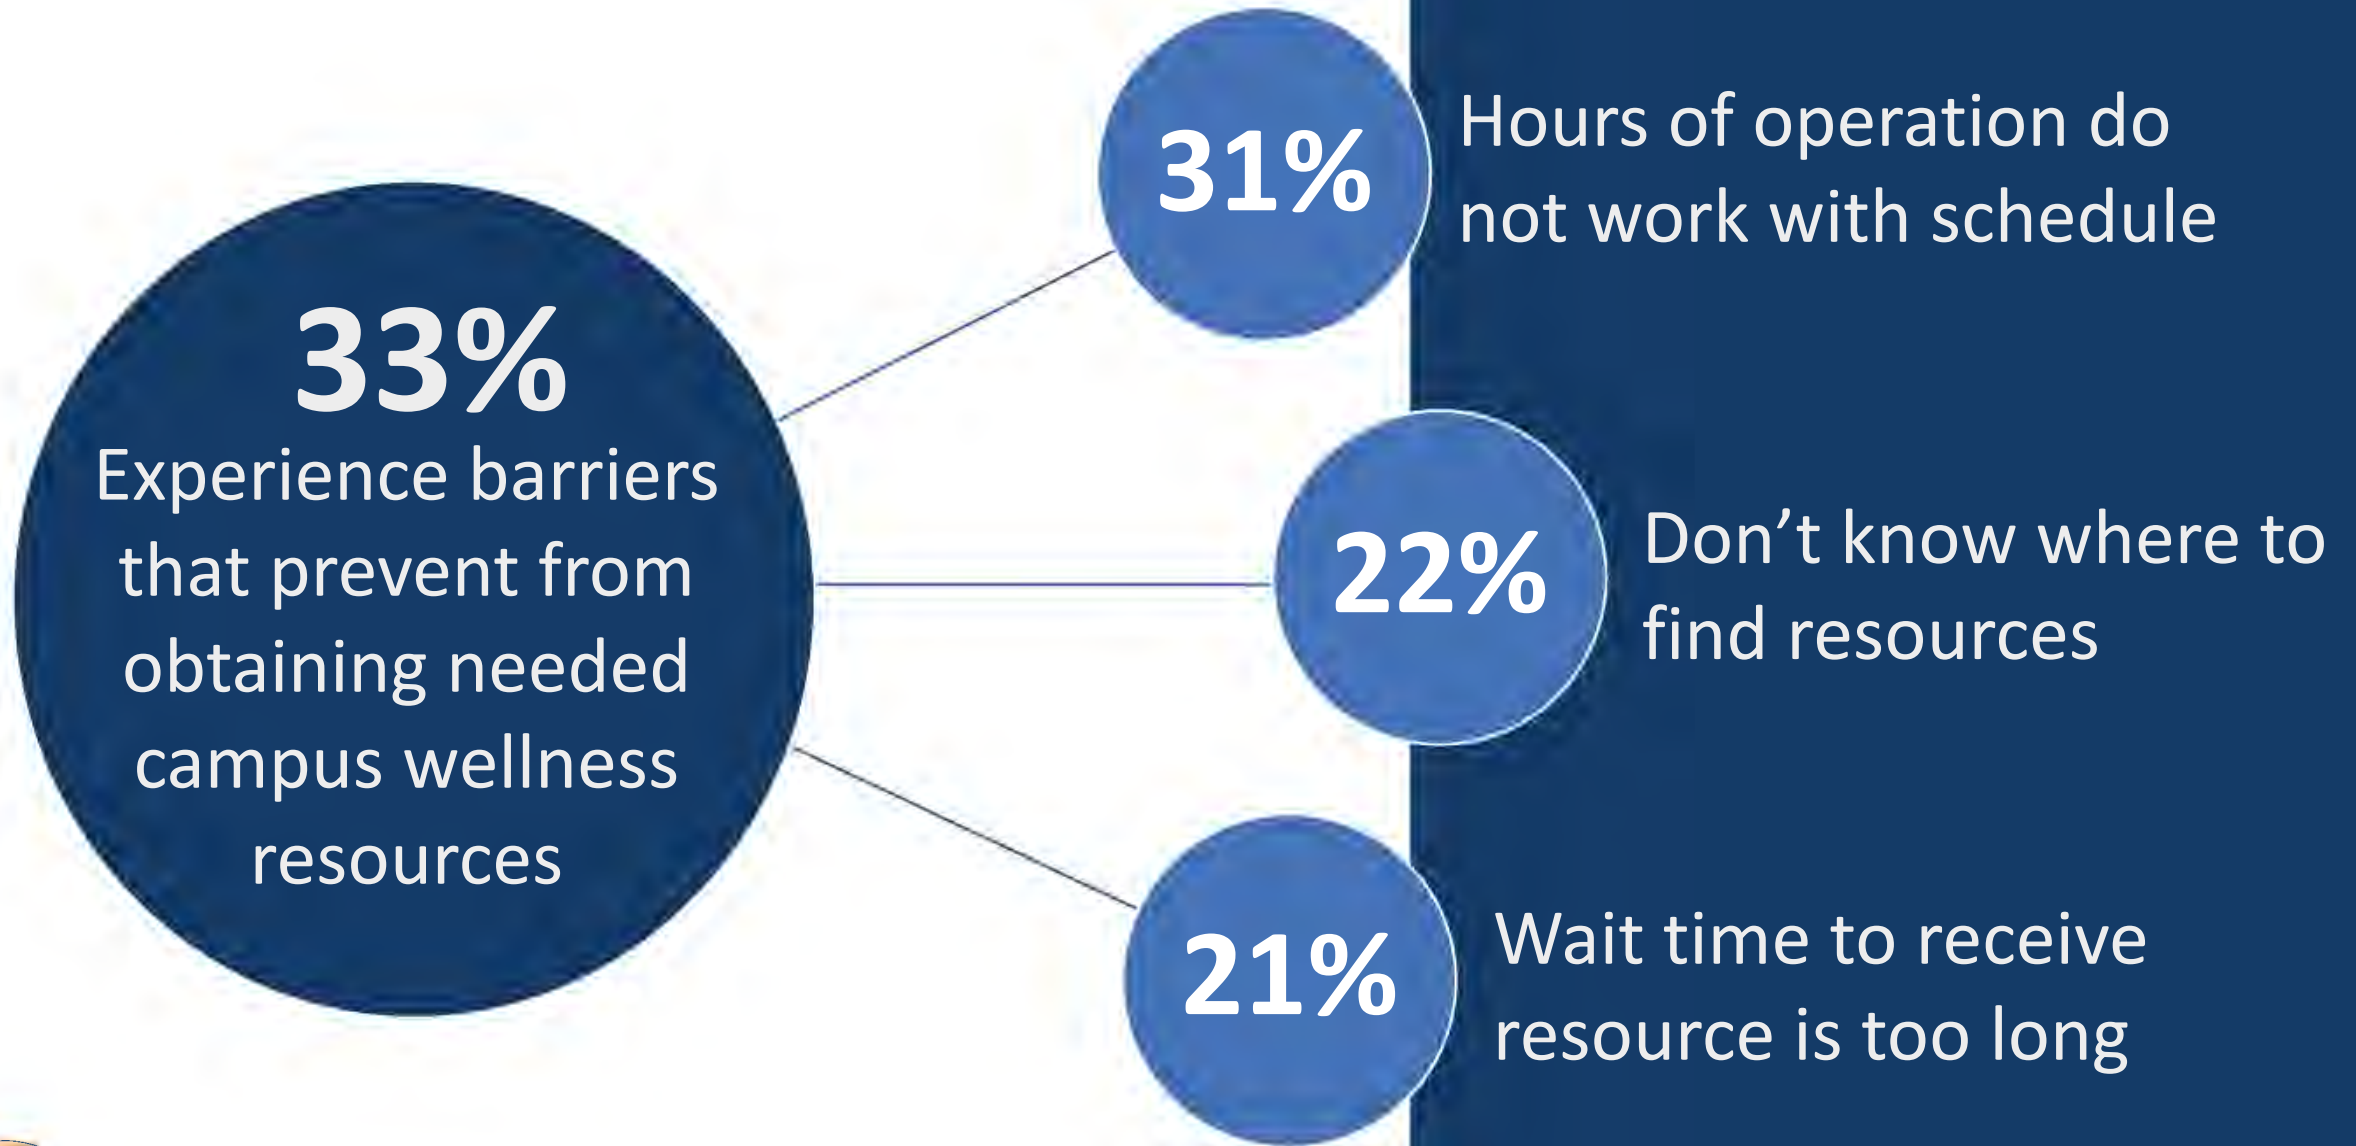 33%
Experience barriers
that prevent from
obtaining needed
campus wellness
resources
31%
Hours of operation do
not work with schedule
22%
Don’t know where to
find resources
21%
Wait time to receive
resource is too long